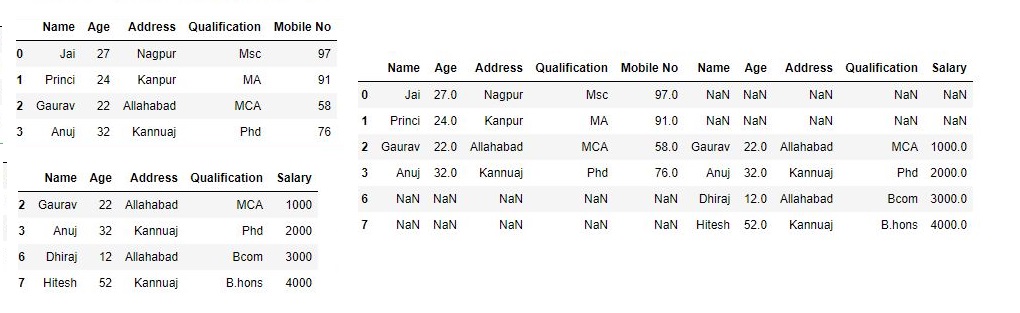 Name Age Address Qualification Mobile No
0 Jai 27 Nagpur Msc 97
1 Princi 24 Kanpur MA 91
2 Gaurav 22 Allahabad MCA 58
3 Anuj 32 Kannuaj Phd 76
Name Age Address Qualification Salary
2 Gaurav 22 Allahabad MCA 1000
3 Anuj 32 Kannuaj Phd 2000
6 Dhiraj 12 Allahabad Bcom 3000
7 Hitesh 52 Kannuaj B.hons 4000
Name Age Address Qualification Mobile No Name Age Address Qualification Salary
0 Jai 27.0 Nagpur Msc 97.0 NaN NaN NaN NaN NaN
1 Princi 24.0 Kanpur MA 91.0 NaN NaN NaN NaN NaN
2 Gaurav 22.0 Allahabad MCA 58.0 Gaurav 22.0 Allahabad MCA 1000.0
3 Anuj 32.0 Kannuaj Phd 76.0 Anuj 32.0 Kannuaj Phd 2000.0
6 NaN NaN NaN NaN NaN Dhiraj 12.0 Allahabad Bcom 3000.0
7 NaN NaN NaN NaN NaN Hitesh 52.0 Kannuaj B.hons 4000.0